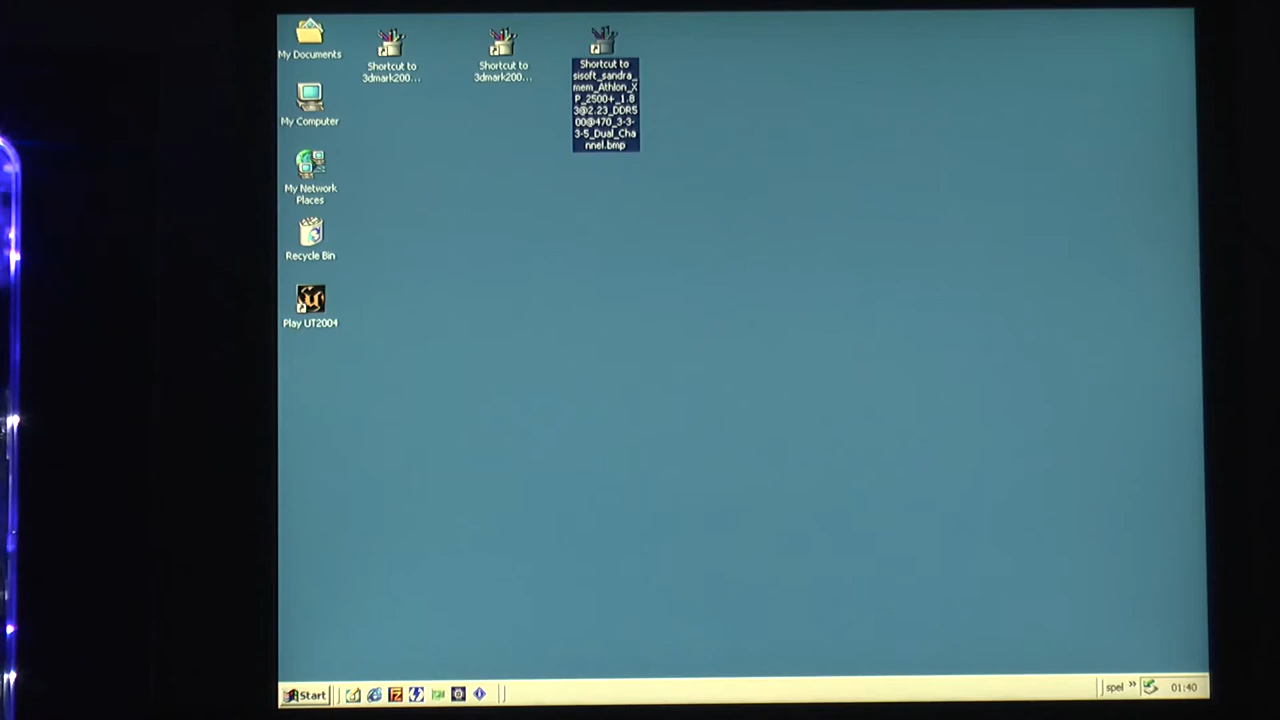 My Documents
Shortcut to
3dmark200...
Shortcut to
3dmark200...
Shortcut to
sisoft_sandra_
mem_Athlon_X
P_2500+_1.8
3@2.23_DDR5
00@470_3-3-
3-5_Dual_Cha
nnel.bmp
My Computer
My Network
Places
Recycle Bin
Play UT2004
Start
spel »
01:40